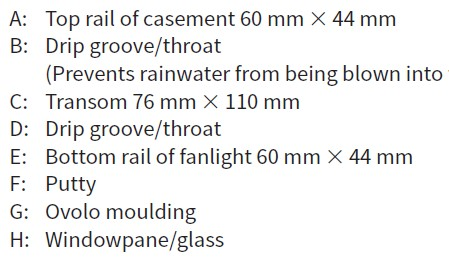 A: Top rail of casement 60 mm × 44 mm
B: Drip groove/throat
(Prevents rainwater from being blown into
C: Transom 76 mm × 110 mm
D: Drip groove/throat
E: Bottom rail of fanlight 60 mm × 44 mm
F: Putty
G: Ovolo moulding
H: Windowpane/glass